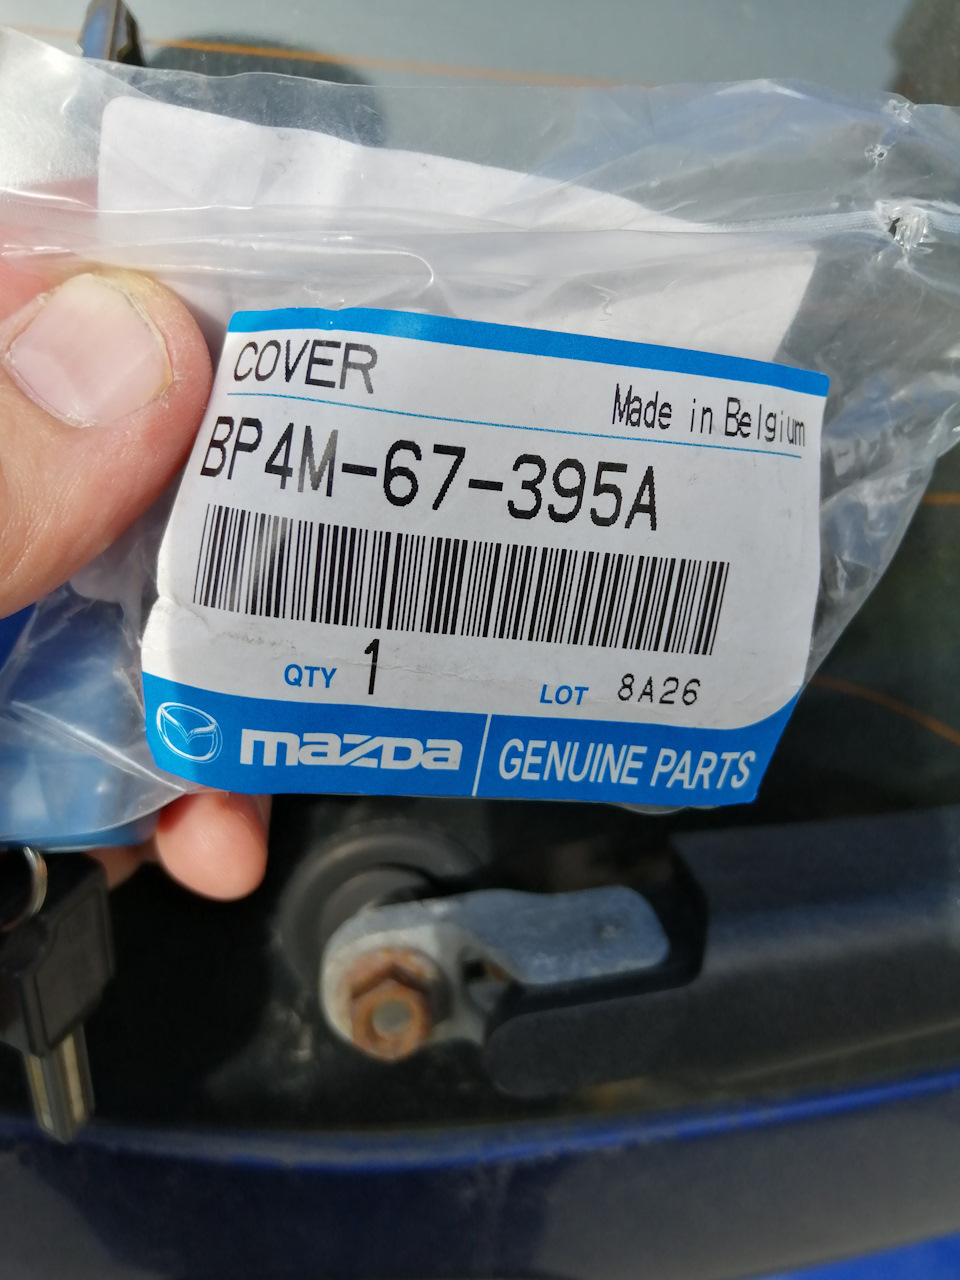 COVER
Made in Belgium
BP4M-67-395A
QTY 1
LOT 8A26
mazda GENUINE PARTS